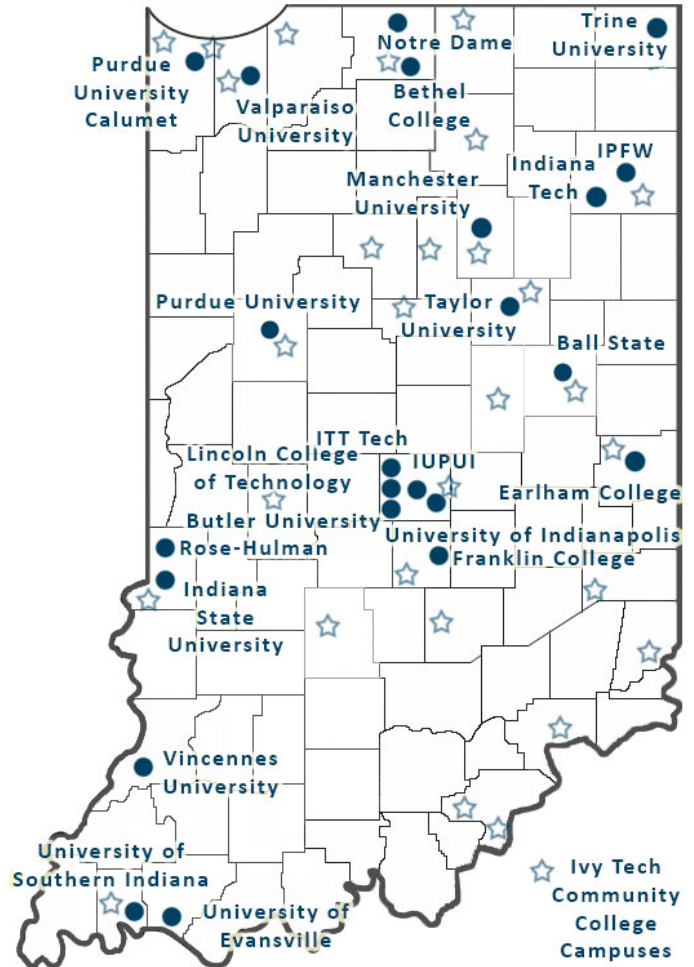 Notre Dame
Trine
University
Purdue
University
Calumet
Valparaiso
University
Bethel
College
Indiana
Tech
IPFW
Manchester
University
Purdue University
Taylor
University
Ball State
ITT Tech
Lincoln College
of Technology
IUPUI
Earlham College
Butler University
University of Indianapolis
Rose-Hulman
Franklin College
Indiana
State
University
Vincennes
University
University of
Southern Indiana
University of
Evansville
Ivy Tech
Community
College
Campuses